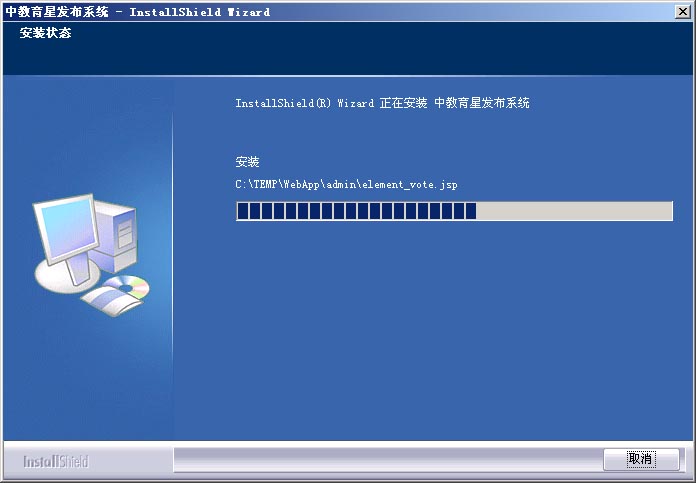 中教育星发布系统 - InstallShield Wizard
安装状态
InstallShield(R) Wizard 正在安装 中教育星发布系统
安装
C:\TEMP\WebApp\admin\element_vote.jsp
InstallShield
取消